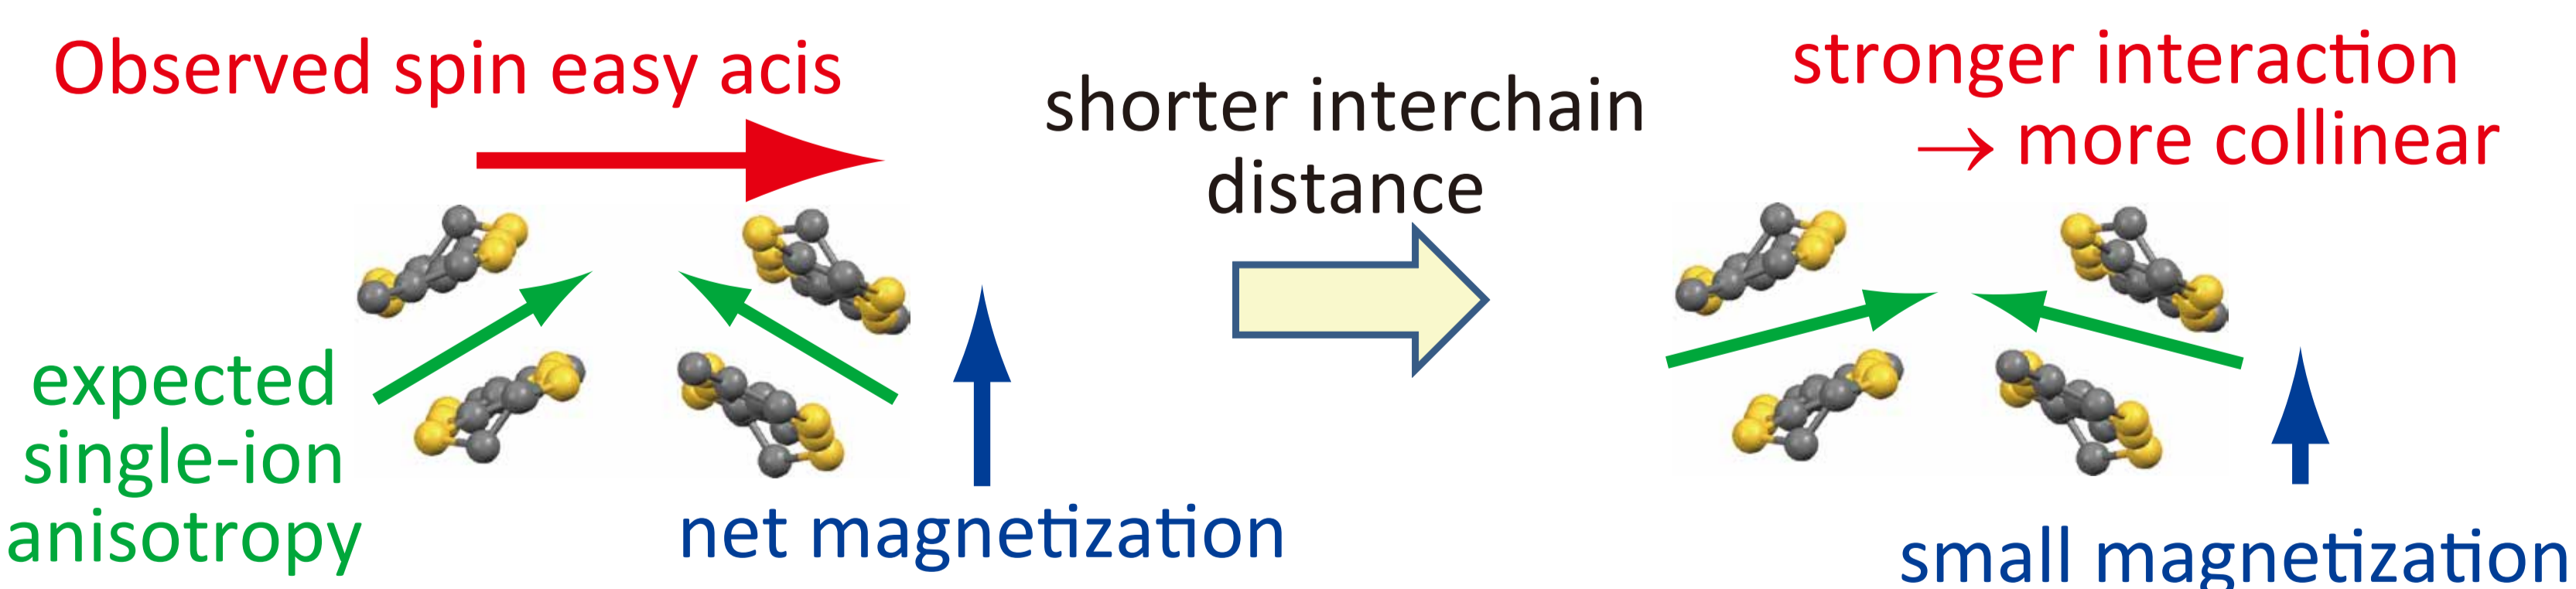 Observed spin easy acis
expected
single-ion
anisotropy
net magnetization
shorter interchain
distance
stronger interaction
→ more collinear
small magnetization